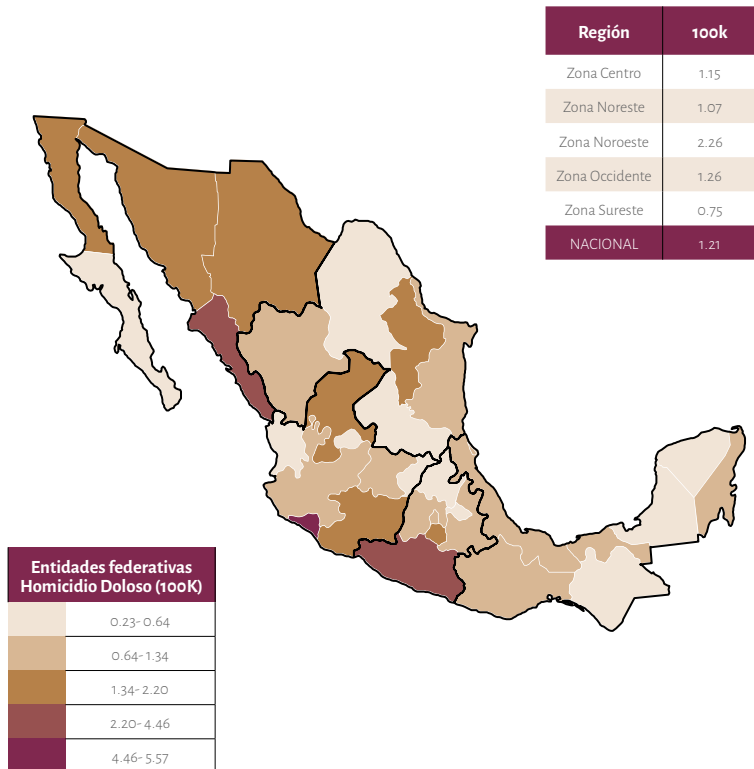 Región 100k
Zona Centro 1.15
Zona Noreste 1.07
Zona Noroeste 2.26
Zona Occidente 1.26
Zona Sureste 0.75
NACIONAL 1.21
Entidades federativas
Homicidio Doloso (100K)
0.23-0.64
0.64-1.34
1.34-2.20
2.20-4.46
4.46-5.57